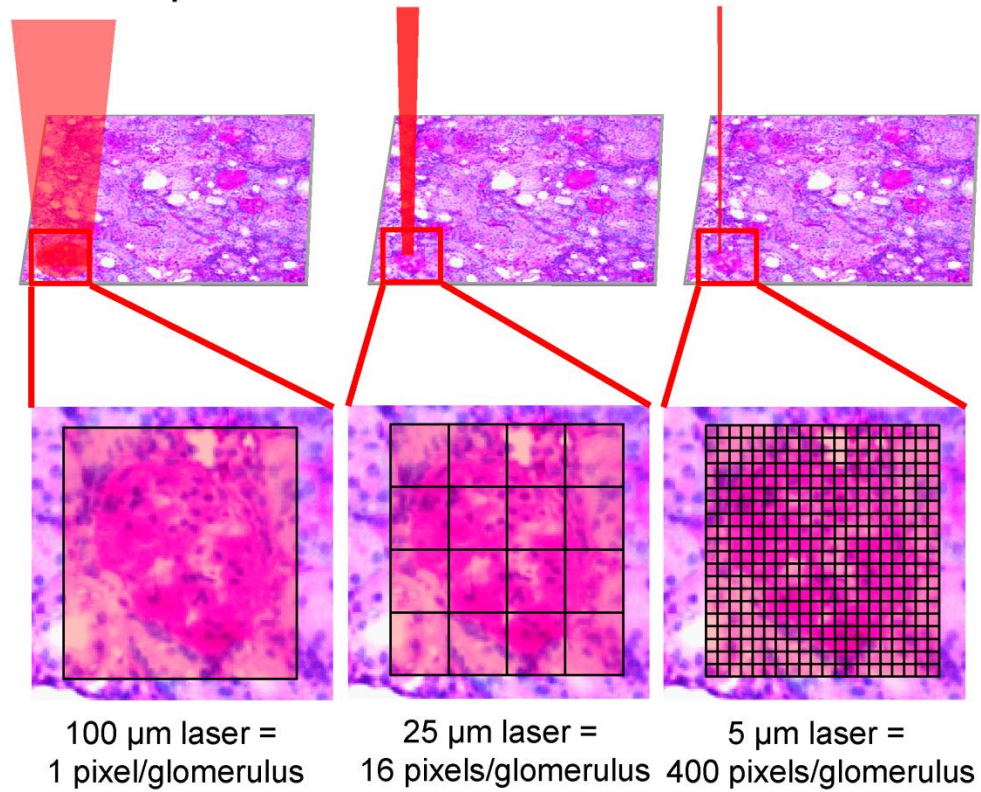 100 µm laser =
1 pixel/glomerulus
25 µm laser =
16 pixels/glomerulus
5 µm laser =
400 pixels/glomerulus